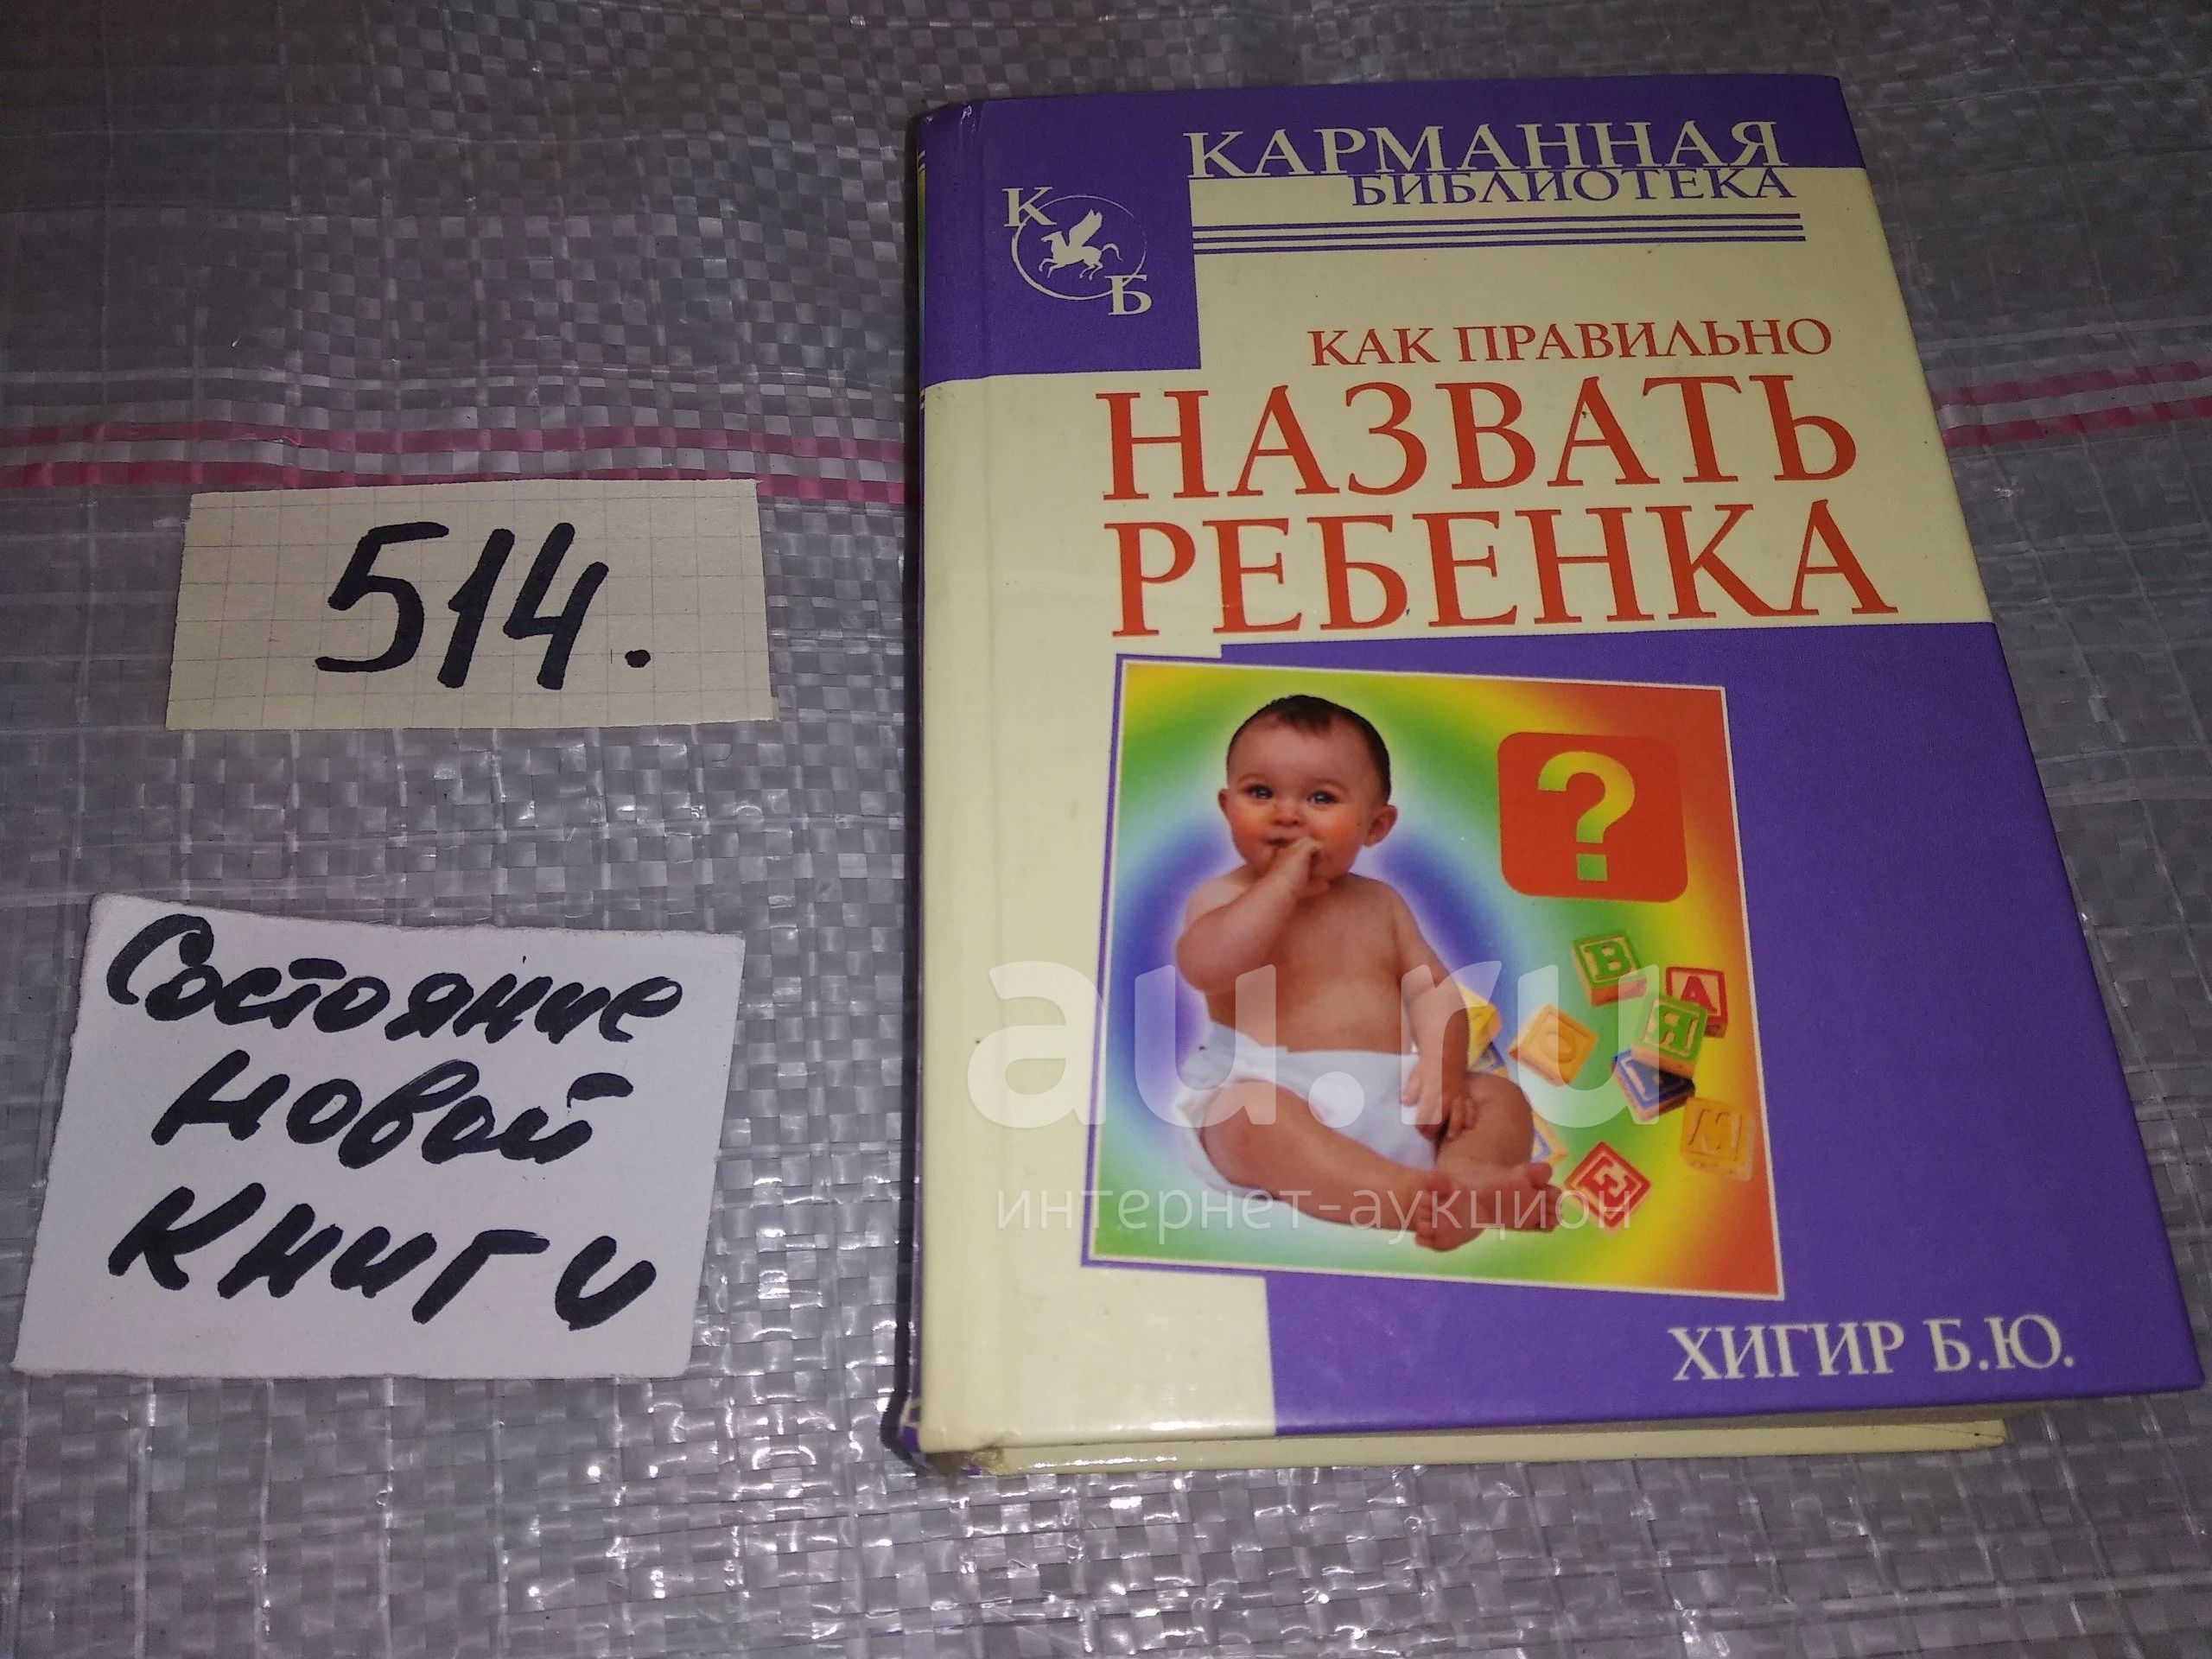 КАРМАННАЯ
БИБЛИОТЕКА
К
Б
КАК ПРАВИЛЬНО
НАЗВАТЬ
РЕБЕНКА
514.
?
В
А
Я
С
М
Состояние
новой
книги
au.ru
интернет-аукцион
ХИГИР Б.Ю.